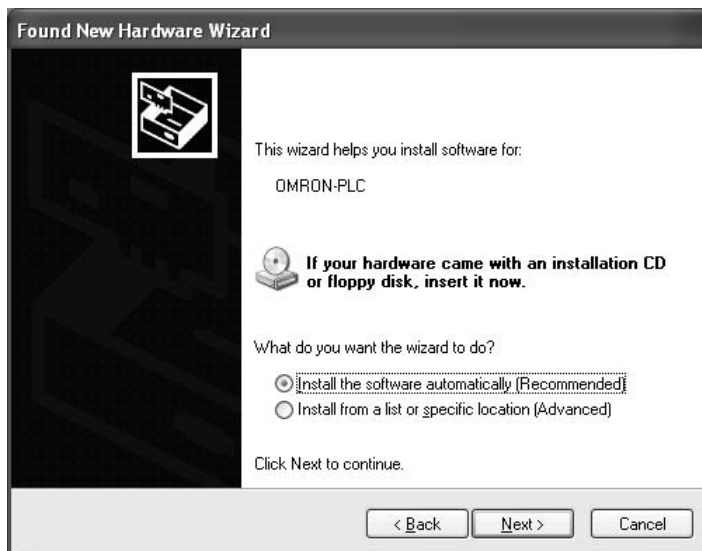 Found New Hardware Wizard
This wizard helps you install software for:
OMRON-PLC
If your hardware came with an installation CD
or floppy disk, insert it now.
What do you want the wizard to do?
Install the software automatically (Recommended)
Install from a list or specific location (Advanced)
Click Next to continue.
< Back
Next >
Cancel